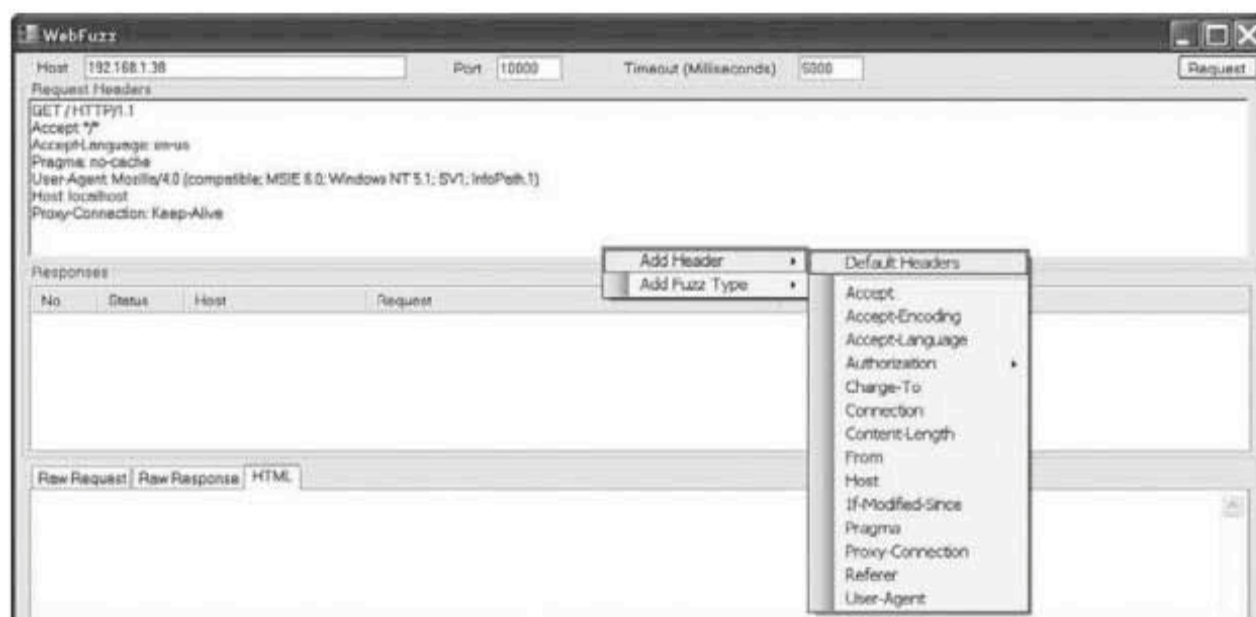 WebFuzz
Host 192.168.1.38 Port 10000 Timeout (Milliseconds) 5000 Request
Request Headers
GET / HTTP/1.1
Accept: */*
Accept-Language: en-us
Pragma: no-cache
User-Agent: Mozilla/4.0 (compatible; MSIE 6.0; Windows NT 5.1; SV1; InfoPath.1)
Host: localhost
Proxy-Connection: Keep-Alive
Add Header
Add Fuzz Type
Default Headers
Accept
Accept-Encoding
Accept-Language
Authorization
Charge-To
Connection
Content-Length
From
Host
If-Modified-Since
Pragma
Proxy-Connection
Referer
User-Agent
Responses
No Status Host Request
Raw Request Raw Response HTML